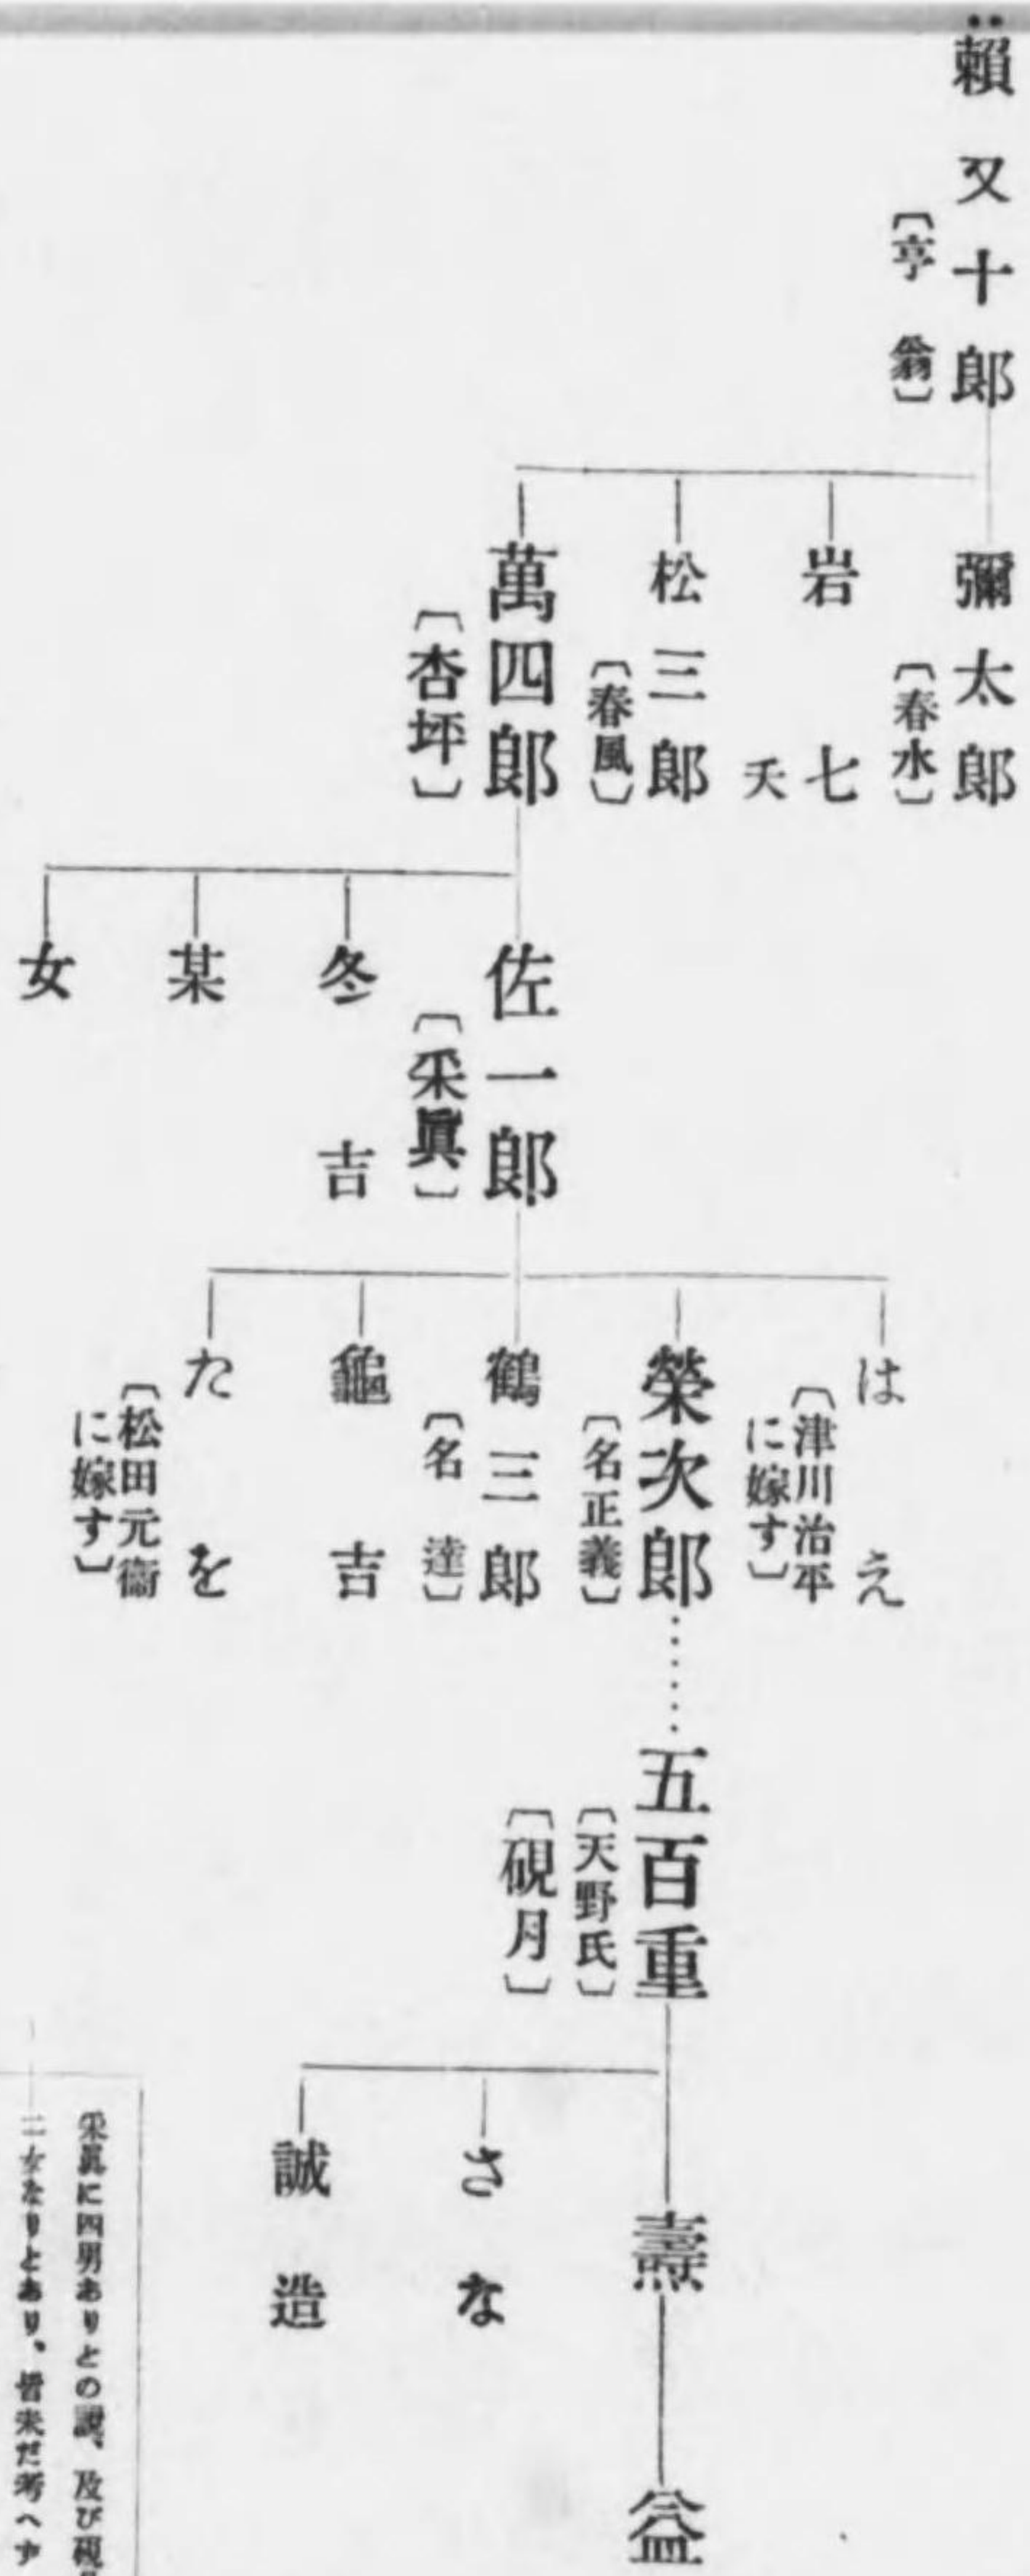 賴又十郎
〔亨翁〕
彌太郎
〔春水〕
岩七
夭
松三郎
〔春風〕
萬四郎
〔杏坪〕
佐一郎
〔采眞〕
冬吉
某
女
はえ
〔津川治平
に嫁す〕
榮次郎
〔名正義〕
鶴三郎
〔名達〕
龜吉
たを
〔松田元齋
に嫁す〕
五百重
〔天野氏〕
〔硯月〕
燾
さな
誠造
益
采眞に四男ありとの說、及び硯
二女なりとあり、皆未だ考へ